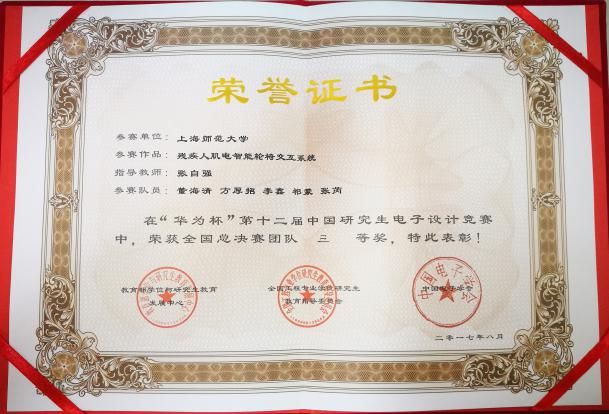 荣誉证书
参赛单位：上海师范大学
参赛作品：残疾人肌电智能轮椅交互系统
指导教师：张自强
参赛队员：董海清 方厚招 李鑫 祁蒙 张苪
在“华为杯”第十二届中国研究生电子设计竞赛
中，荣获全国总决赛团队 三 等奖，特此表彰！
教育部学位与研究生教育
发展中心
全国工程专业学位研究生
教育指导委员会
中国电子学会
二〇一七年八月